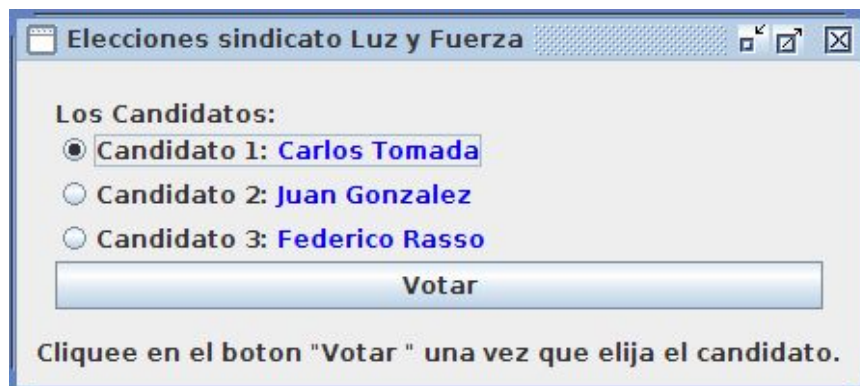 Elecciones sindicato Luz y Fuerza
Los Candidatos:
Candidato 1: Carlos Tomada
Candidato 2: Juan Gonzalez
Candidato 3: Federico Rasso
Votar
Cliquee en el boton "Votar " una vez que elija el candidato.